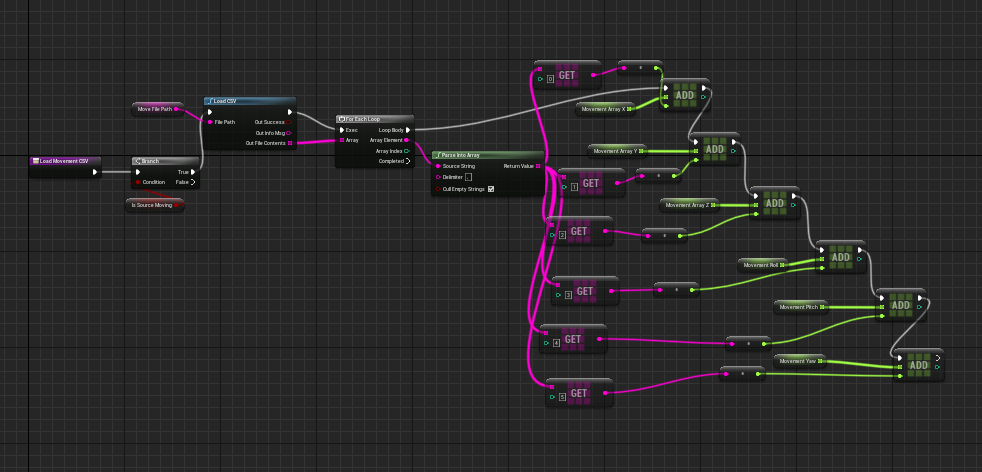 Load Movement CSV
Branch
True
Condition
False
Is Source Moving
Move File Path
Load CSV
File Path
Out Success
Out Info Msg
Out File Contents
For Each Loop
Exec
Loop Body
Array
Array Element
Array Index
Completed
Parse Into Array
Source String
Return Value
Delimiter
,
Cull Empty Strings
0
GET
Movement Array X
ADD
1
GET
Movement Array Y
ADD
2
GET
Movement Array Z
ADD
3
GET
Movement Roll
ADD
4
GET
Movement Pitch
ADD
5
GET
Movement Yaw
ADD